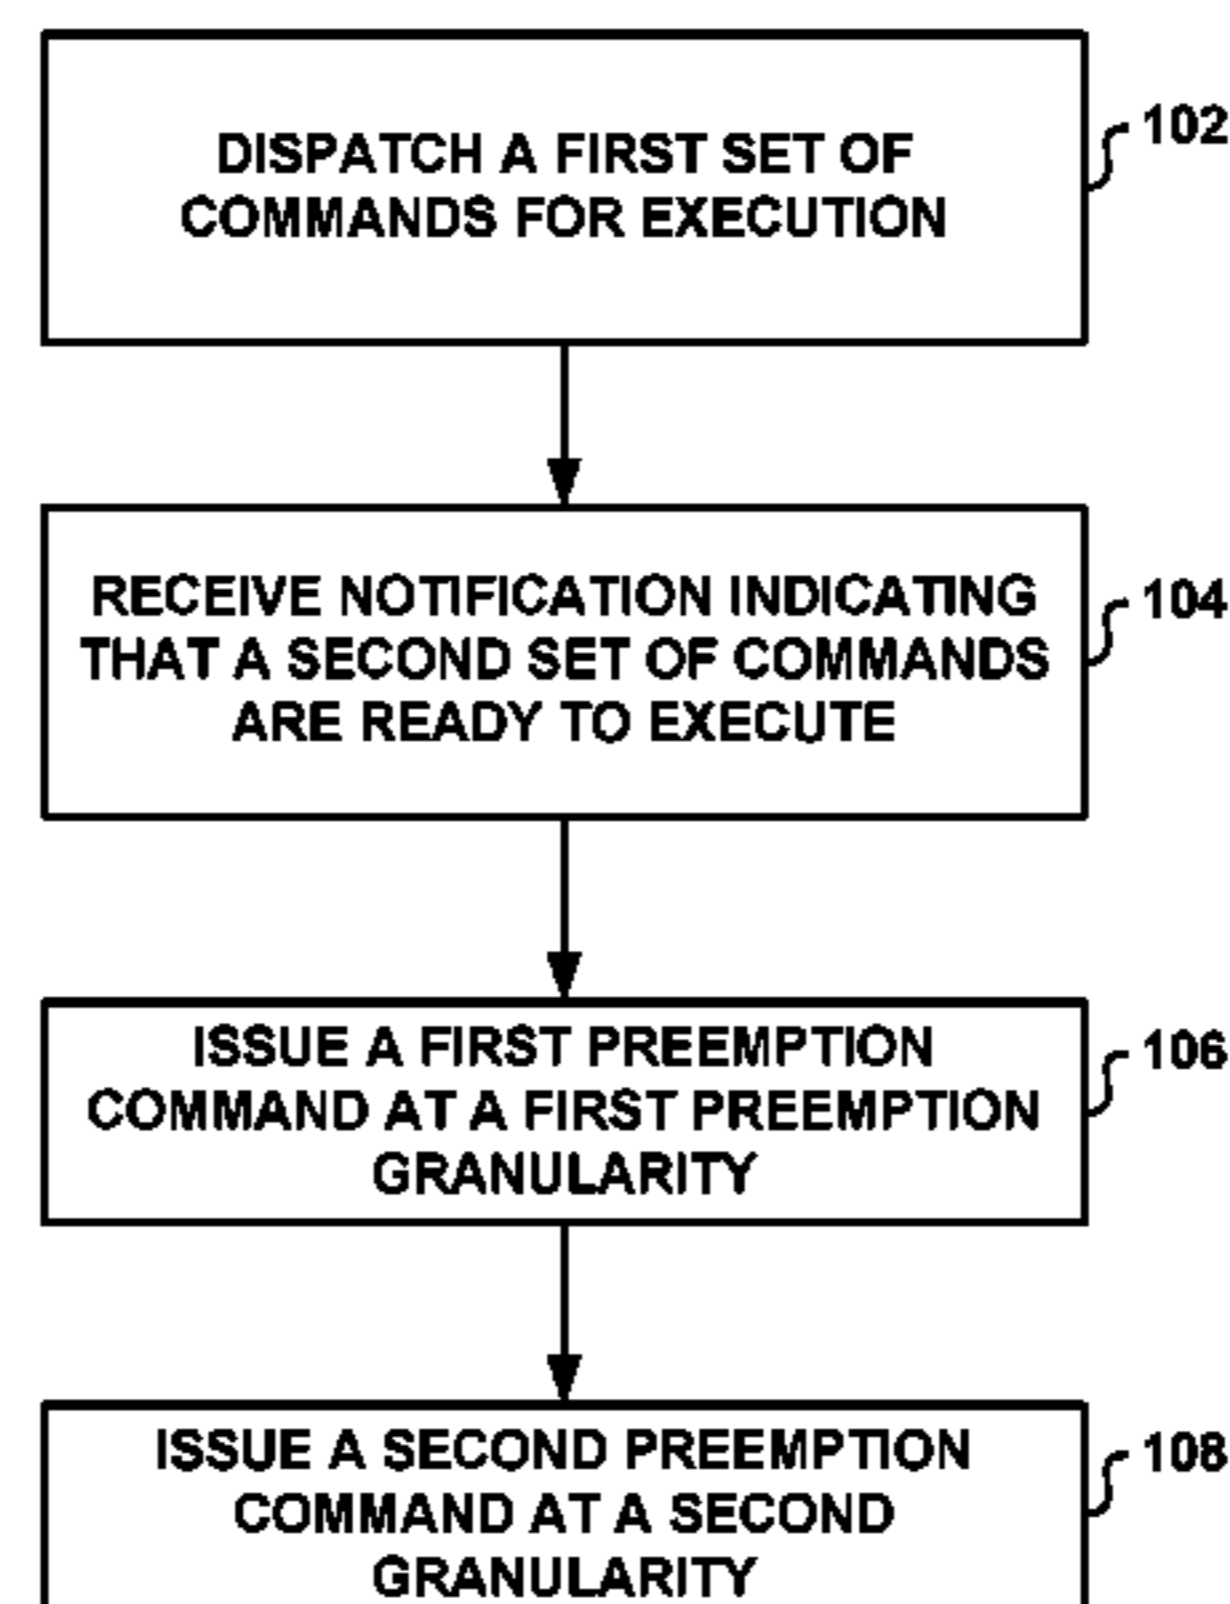 DISPATCH A FIRST SET OF
COMMANDS FOR EXECUTION
102
RECEIVE NOTIFICATION INDICATING
THAT A SECOND SET OF COMMANDS
ARE READY TO EXECUTE
104
ISSUE A FIRST PREEMPTION
COMMAND AT A FIRST PREEMPTION
GRANULARITY
106
ISSUE A SECOND PREEMPTION
COMMAND AT A SECOND
GRANULARITY
108